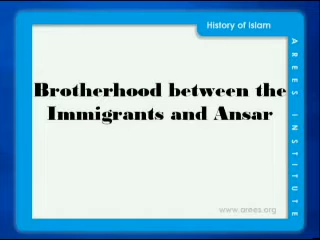 History of Islam
Brotherhood between the
Immigrants and Ansar
AREES INSTITUTE
www.arees.org